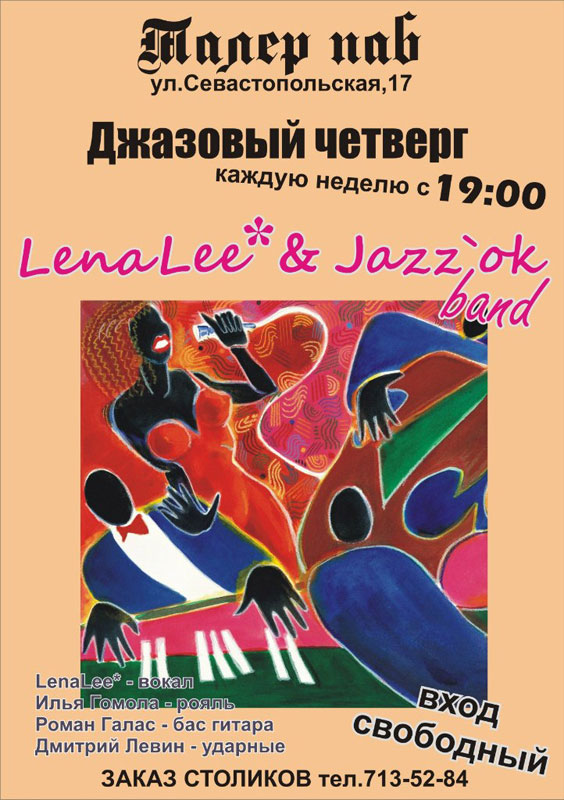 Талер паб
ул.Севастопольская,17
Джазовый четверг
каждую неделю с 19:00
LenaLee* & Jazz`ok
band
LenaLee* - вокал
Илья Гомола - рояль
Роман Галас - бас гитара
Дмитрий Левин - ударные
вход
свободный
ЗАКАЗ СТОЛИКОВ тел.713-52-84